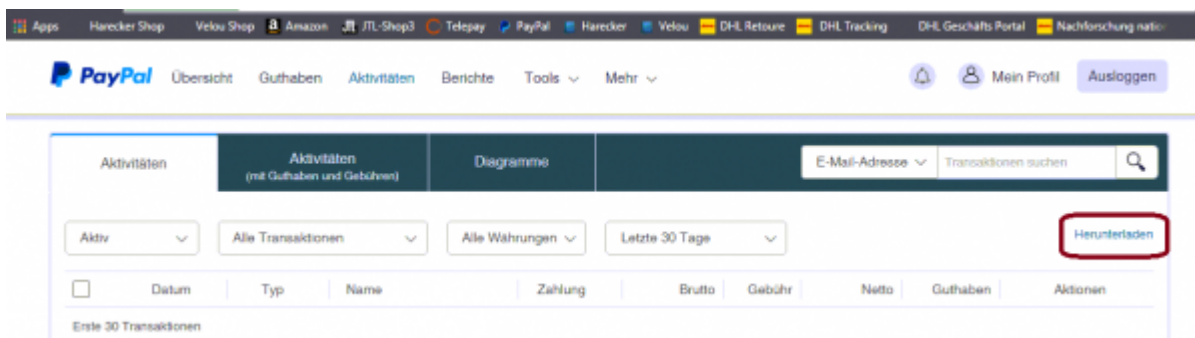 Apps Harecker Shop Velou Shop Amazon JTL-Shop3 Telepay PayPal Harecker Velou DHL Retoure DHL Tracking DHL Geschäfts Portal Nachforschung natio
PayPal Übersicht Guthaben Aktivitäten Berichte Tools Mehr Mein Profil Ausloggen
Aktivitäten Aktivitäten Diagramme E-Mail-Adresse Transaktionen suchen
(mit Guthaben und Gebühren)
Aktiv Alle Transaktionen Alle Währungen Letzte 30 Tage Herunterladen
Datum Typ Name Zahlung Brutto Gebühr Netto Guthaben Aktionen
Erste 30 Transaktionen